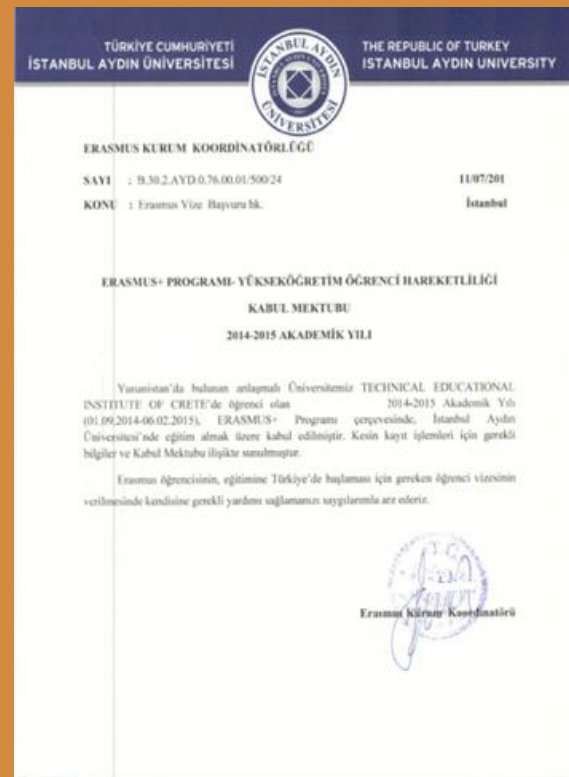 TÜRKİYE CUMHURİYETİ
İSTANBUL AYDIN ÜNİVERSİTESİ
İSTANBUL AYDIN
ÜNİVERSİTESİ
THE REPUBLIC OF TURKEY
ISTANBUL AYDIN UNIVERSITY
ERASMUS KURUM KOORDİNATÖRLÜĞÜ
SAYI : B.30.2.AYD.0.76.00.01/500/24 11/07/201
KONU : Erasmus Vize Başvuru hk. İstanbul
ERASMUS+ PROGRAMI- YÜKSEKÖĞRETİM ÖĞRENCİ HAREKETLİLİĞİ
KABUL MEKTUBU
2014-2015 AKADEMİK YILI
Yunanistan'da bulunan anlaşmalı Üniversitemiz TECHNICAL EDUCATIONAL
INSTITUTE OF CRETE'de öğrenci olan 2014-2015 Akademik Yılı
(01.09.2014-06.02.2015), ERASMUS+ Programı çerçevesinde, İstanbul Aydın
Üniversitesi'nde eğitim almak üzere kabul edilmiştir. Kesin kayıt işlemleri için gerekli
bilgiler ve Kabul Mektubu ilişikte sunulmuştur.
Erasmus öğrencisinin, eğitimine Türkiye'de başlaması için gereken öğrenci vizesinin
verilmesinde kendisine gerekli yardımı sağlamanızı saygılarımla arz ederiz.
T.C.
Erasmus Kurum Koordinatörü